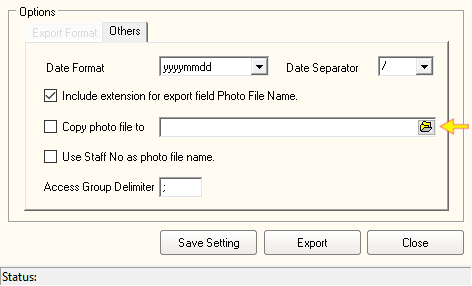 Options
Export Format Others
Date Format yyyymmdd Date Separator /
Include extension for export field Photo File Name.
Copy photo file to
Use Staff No as photo file name.
Access Group Delimiter ;
Save Setting Export Close
Status: